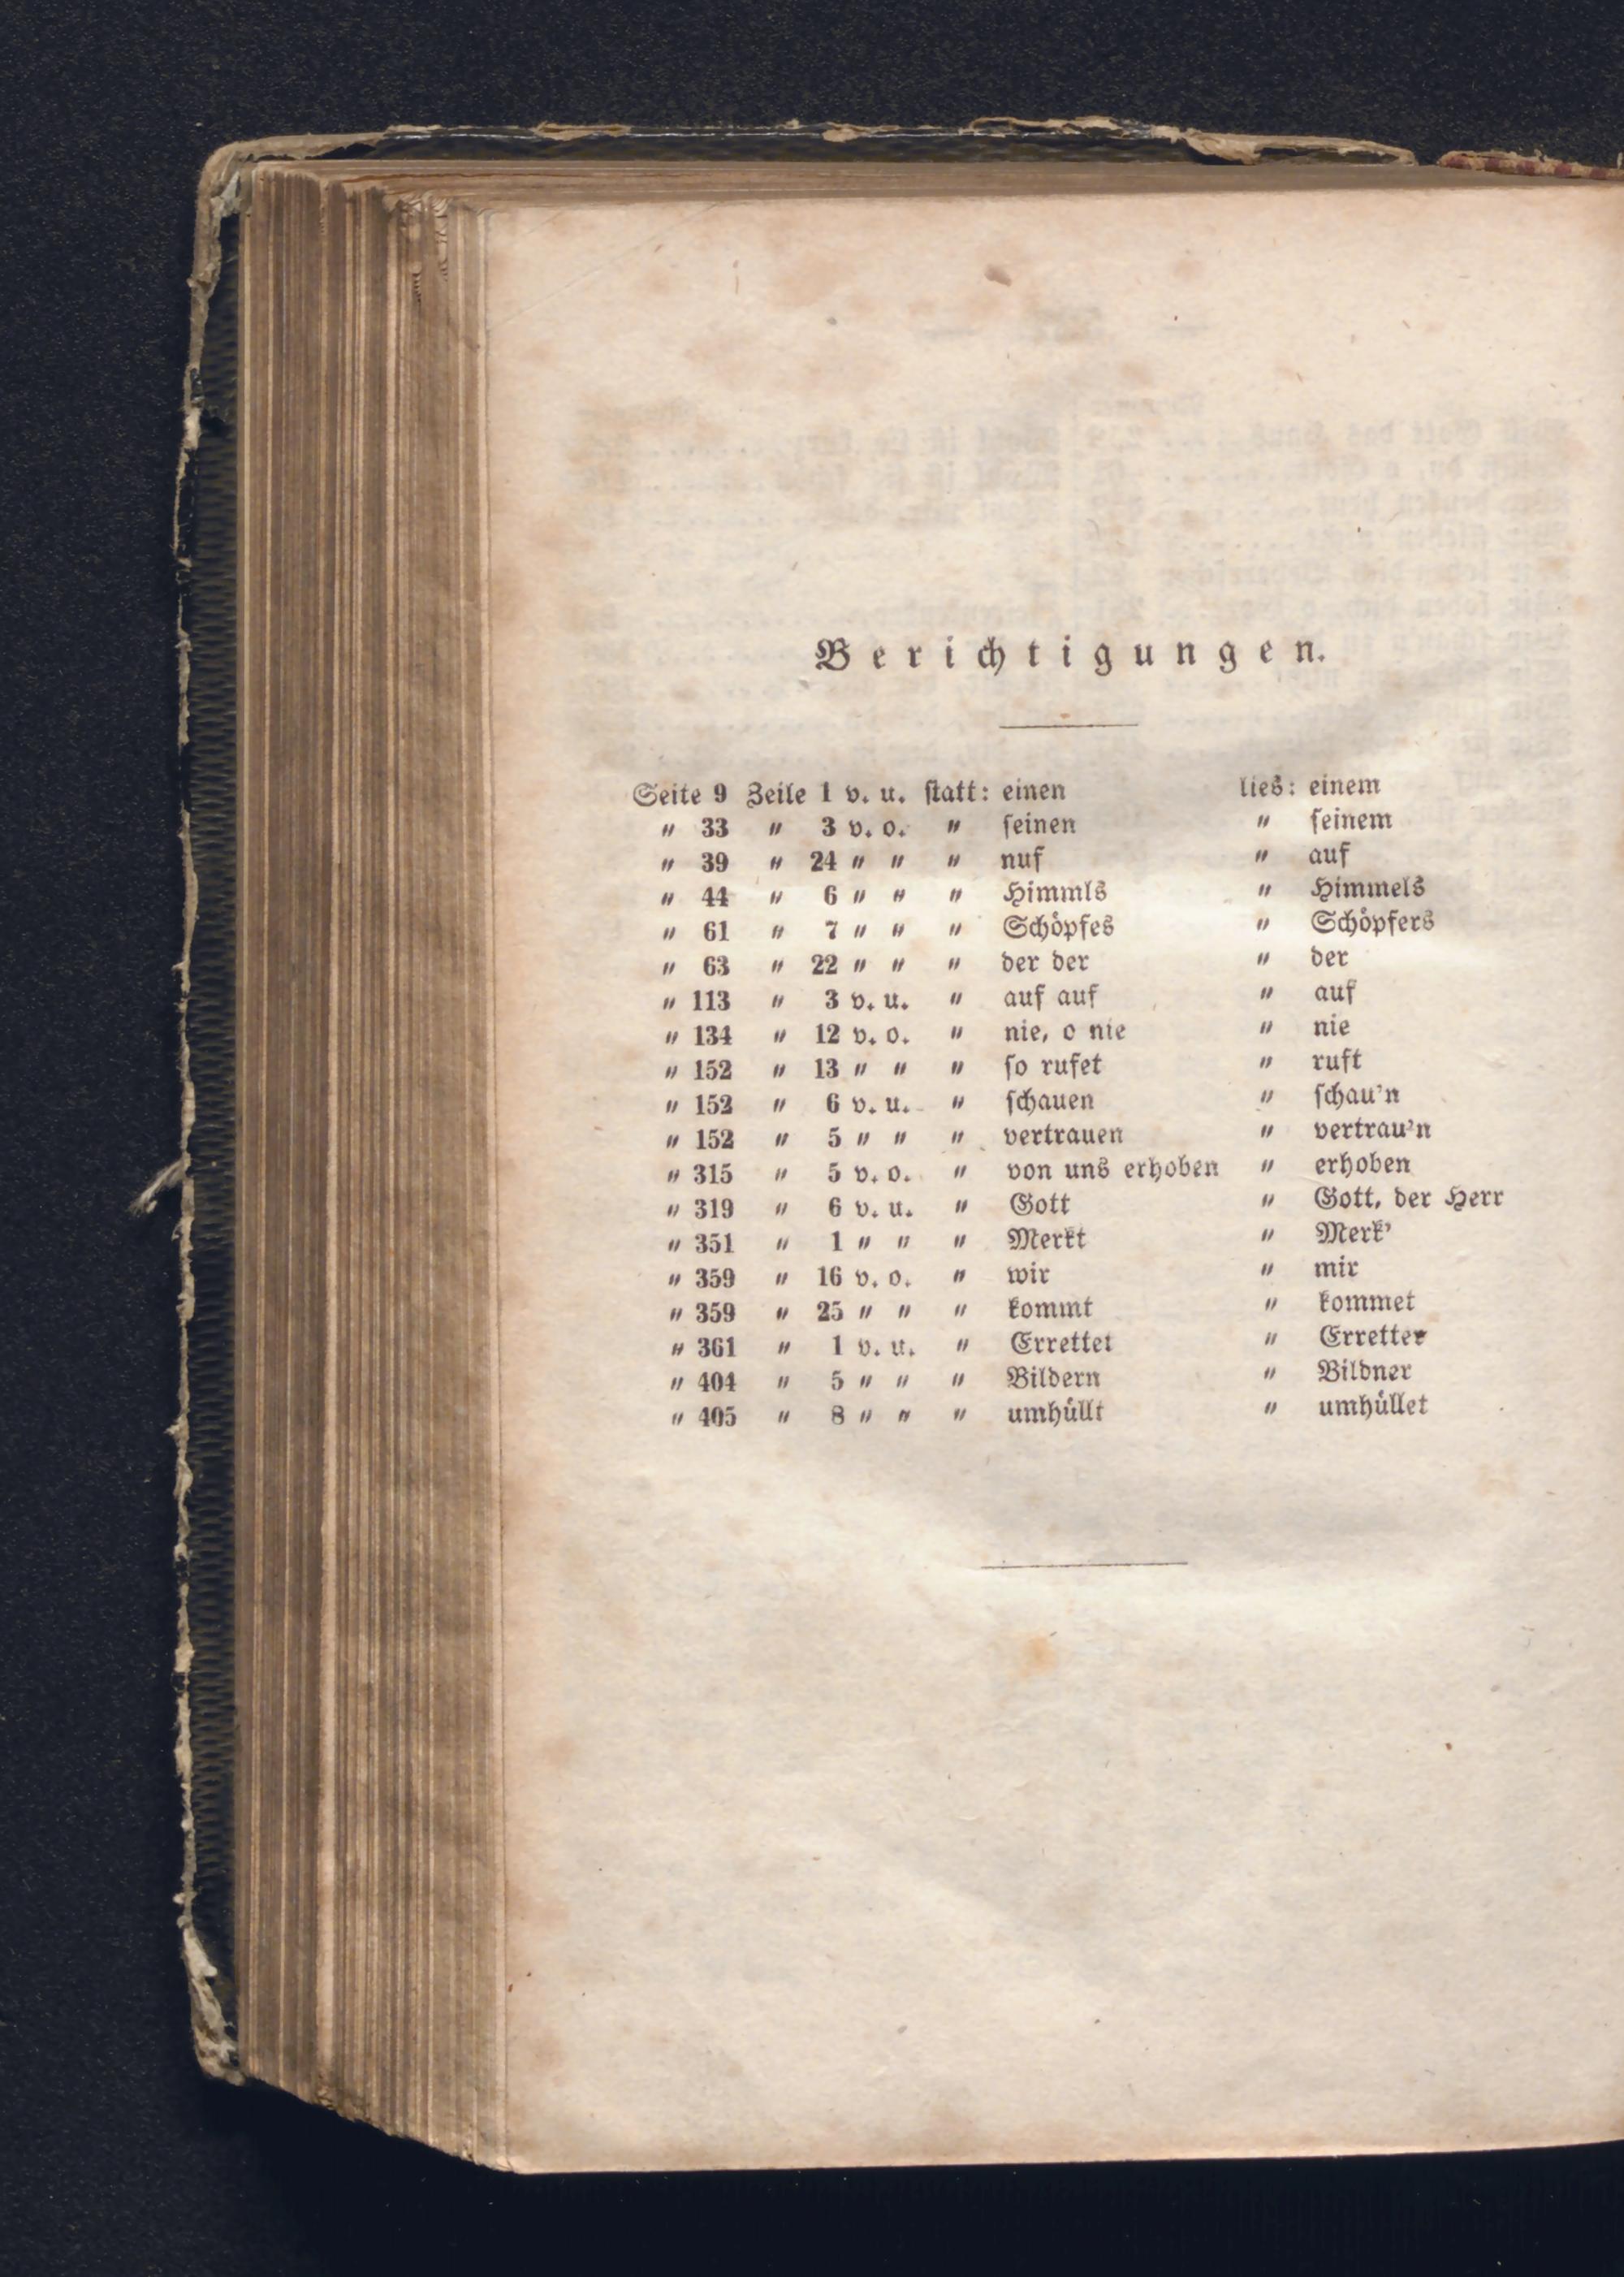 Berichtigungen.
Seite 9 Zeile 1 v. u. ſtatt: einen lies: einem
" 33 " 3 v. o. " ſeinen " ſeinem
" 39 " 24 " " " nuf " auf
" 44 " 6 " " " Himmls " Himmels
" 61 " 7 " " " Schöpfes " Schöpfers
" 63 " 22 " " " der der " der
" 113 " 3 v. u. " auf auf " auf
" 134 " 12 v. o. " nie, o nie " nie
" 152 " 13 " " " ſo rufet " ruft
" 152 " 6 v. u. " ſchauen " ſchau'n
" 152 " 5 " " " vertrauen " vertrau'n
" 315 " 5 v. o. " von uns erhoben " erhoben
" 319 " 6 v. u. " Gott " Gott, der Herr
" 351 " 1 " " " Merkt " Merk'
" 359 " 16 v. o. " wir " mir
" 359 " 25 " " " kommt " kommet
" 361 " 1 v. u. " Errettet " Erretter
" 404 " 5 " " " Bildern " Bildner
" 405 " 8 " " " umhüllt " umhüllet